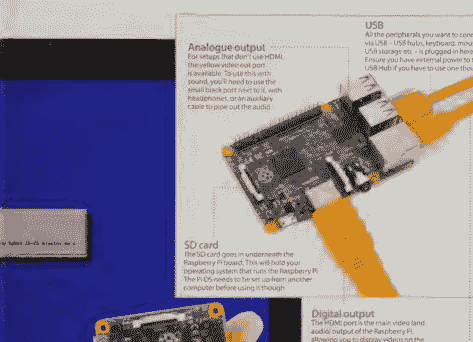 Analogue output
For setups that don't use HDMI,
the yellow video out port
is available. To use this with
sound, you'll need to use the
small black port next to it, with
headphones, or an auxiliary
cable to pipe out the audio
USB
All the peripherals you want to conn
via USB – USB hubs, keyboard, mou
USB storage etc – is plugged in here
Ensure you have external power to t
USB Hub if you have to use one thou
SD card
The SD card goes in underneath the
Raspberry Pi board. This will hold your
operating system that runs the Raspberry Pi.
The Pi OS needs to be set up from another
computer before using it though
Digital output
The HDMI port is the main video (and
audio) output of the Raspberry Pi,
allowing you to display videos on the